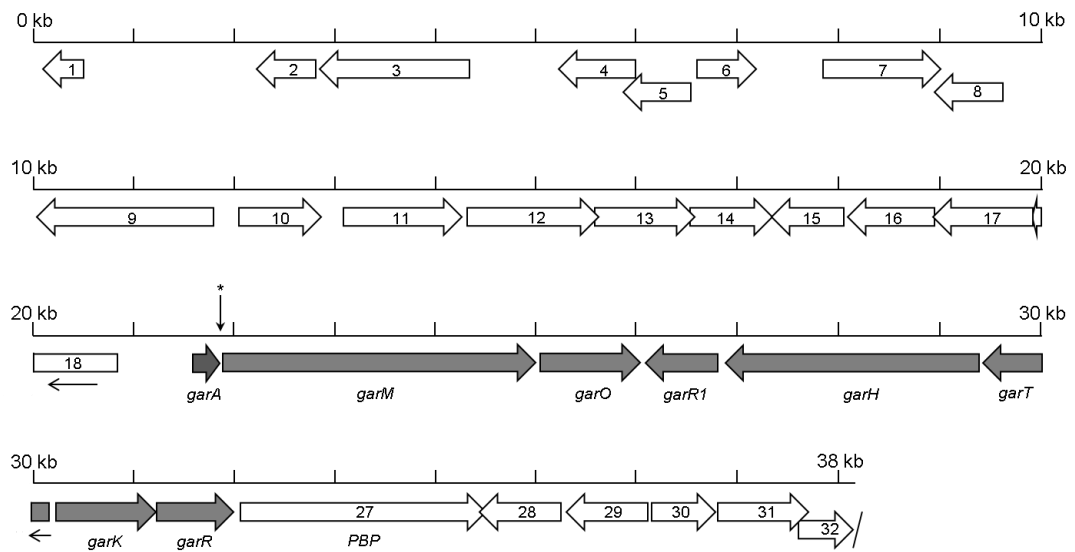 0 kb 10 kb
1 2 3 4 6 7
5 8
10 kb 20 kb
9 10 11 12 13 14 15 16 17
*
20 kb 30 kb
18
garA garM garO garR1 garH garT
30 kb 38 kb
27 28 29 30 31
32
garK garR PBP